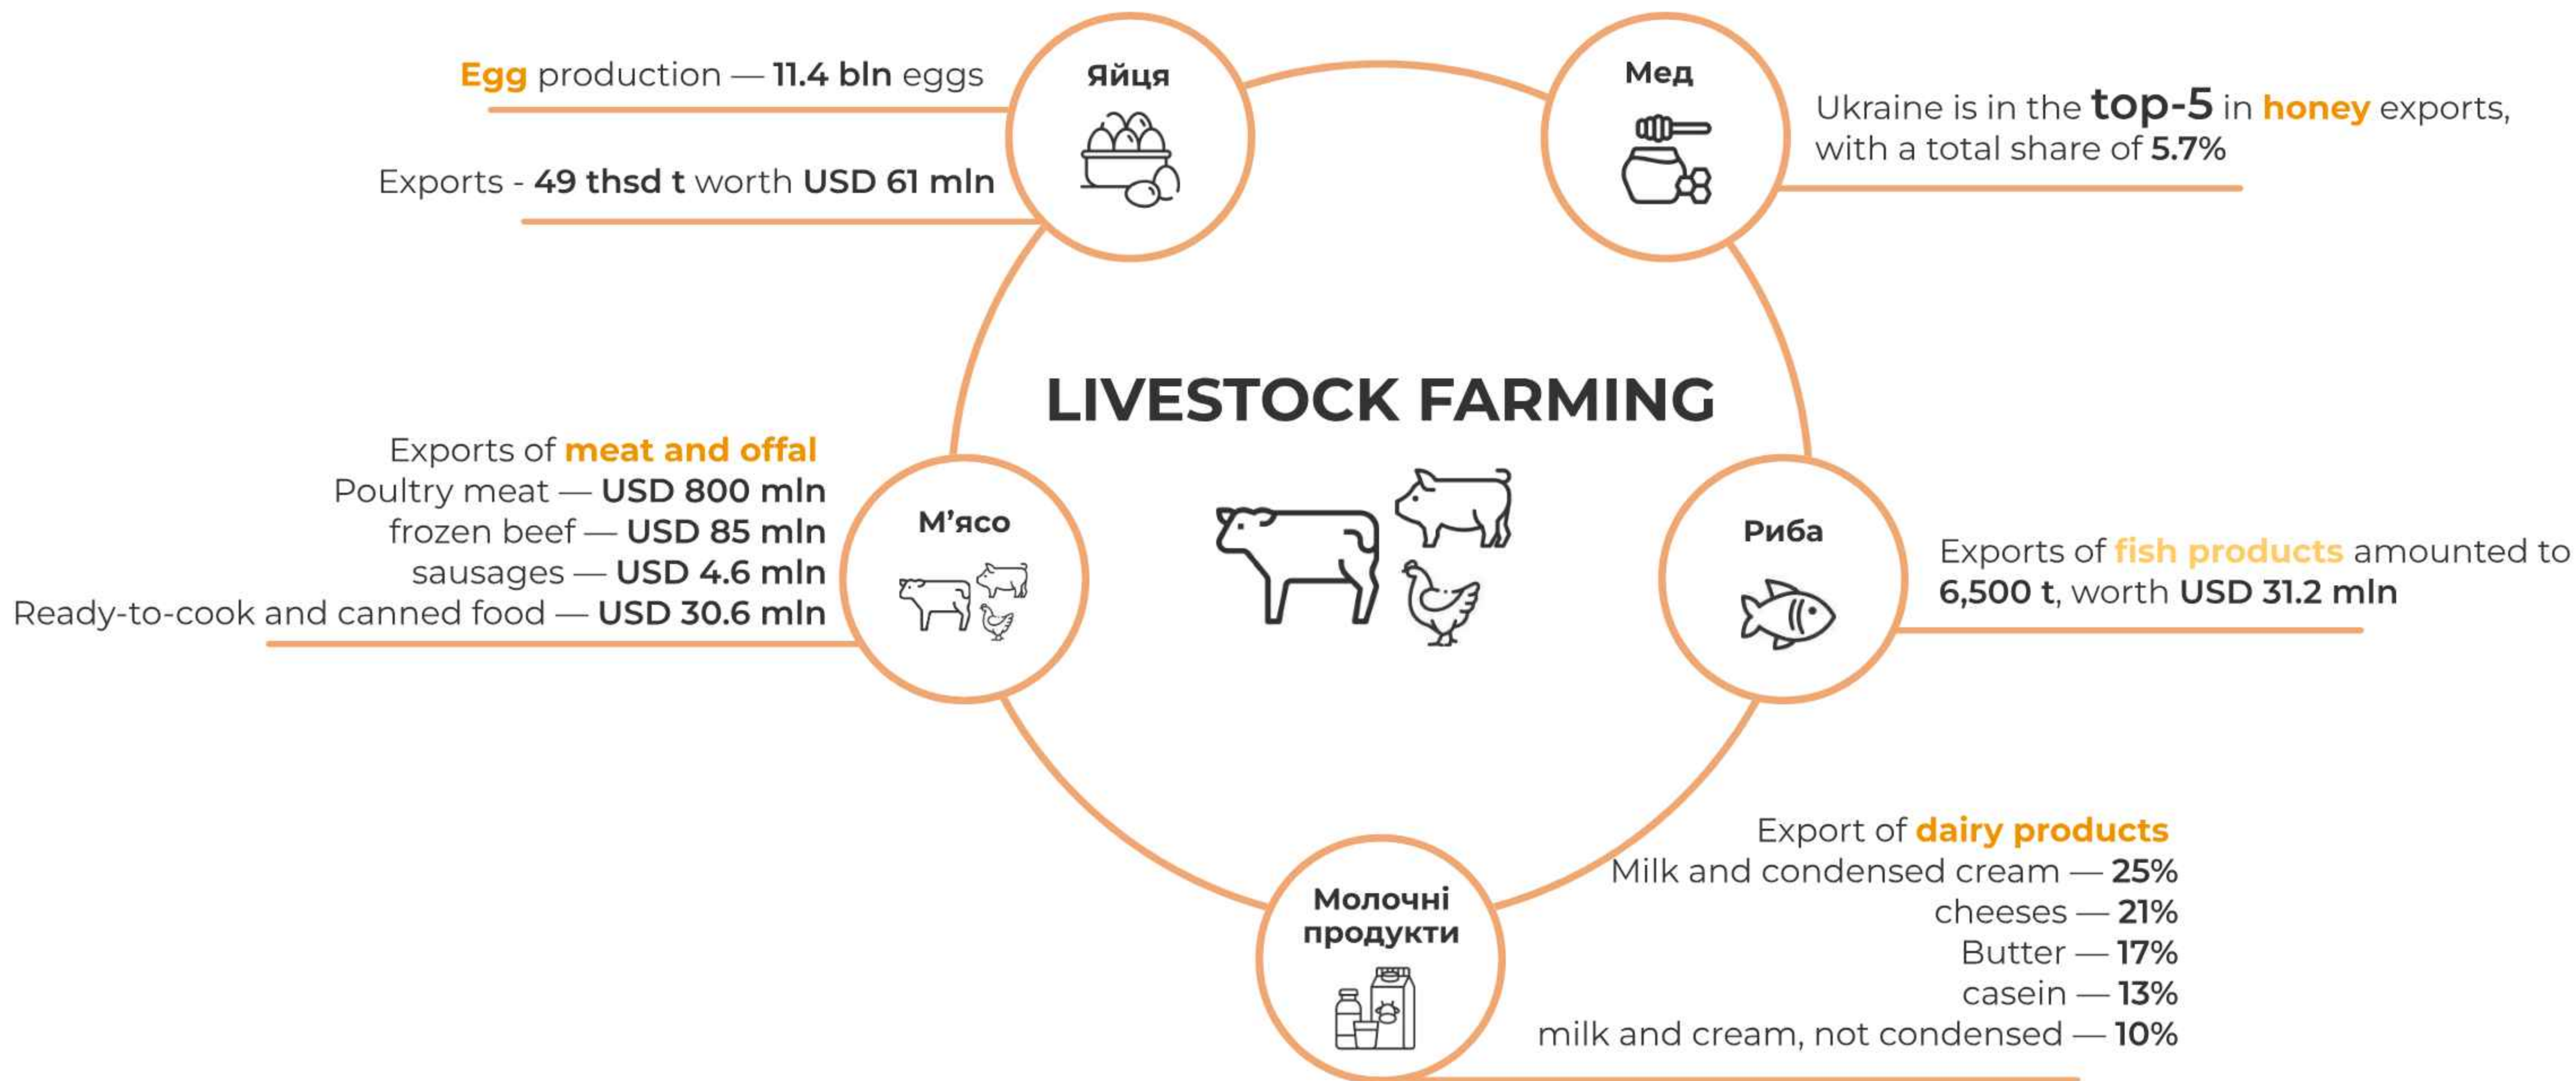 Яйця
Egg production — 11.4 bln eggs
Exports - 49 thsd t worth USD 61 mln
Мед
Ukraine is in the top-5 in honey exports,
with a total share of 5.7%
LIVESTOCK FARMING
М’ясо
Exports of meat and offal
Poultry meat — USD 800 mln
frozen beef — USD 85 mln
sausages — USD 4.6 mln
Ready-to-cook and canned food — USD 30.6 mln
Риба
Exports of fish products amounted to
6,500 t, worth USD 31.2 mln
Молочні
продукти
Export of dairy products
Milk and condensed cream — 25%
cheeses — 21%
Butter — 17%
casein — 13%
milk and cream, not condensed — 10%